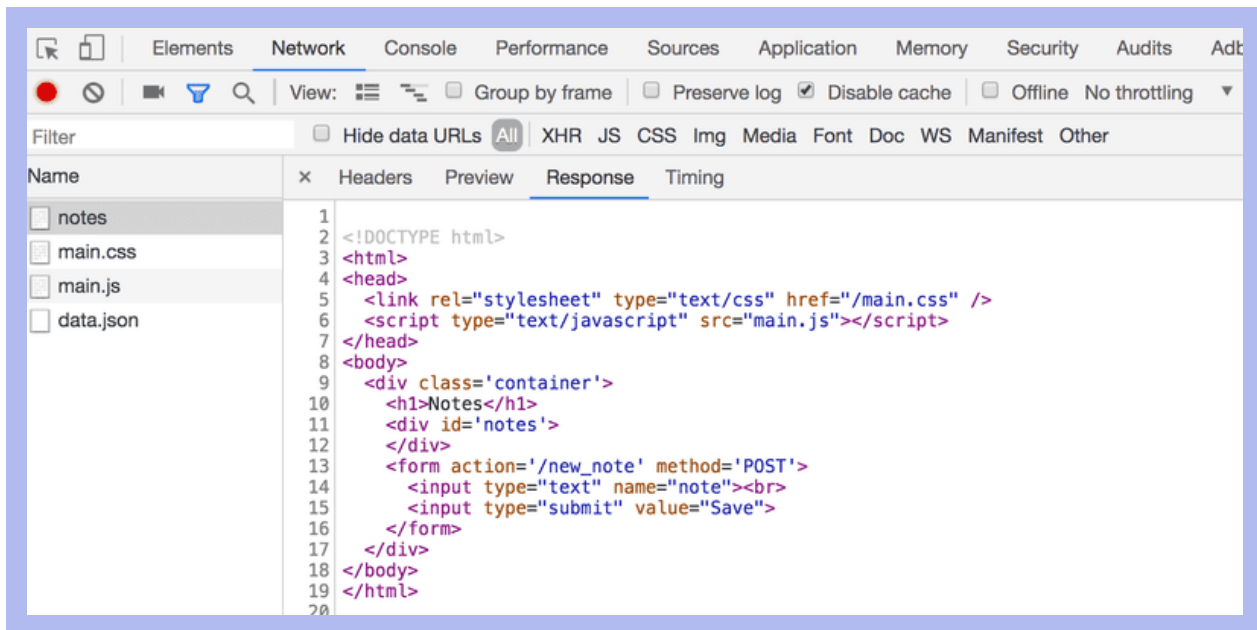 Elements Network Console Performance Sources Application Memory Security Audits Adb
View: Group by frame Preserve log Disable cache Offline No throttling
Filter Hide data URLs All XHR JS CSS Img Media Font Doc WS Manifest Other
Name × Headers Preview Response Timing
notes
main.css
main.js
data.json
1
2 <!DOCTYPE html>
3 <html>
4 <head>
5 <link rel="stylesheet" type="text/css" href="/main.css" />
6 <script type="text/javascript" src="main.js"></script>
7 </head>
8 <body>
9 <div class='container'>
10 <h1>Notes</h1>
11 <div id='notes'>
12 </div>
13 <form action='/new_note' method='POST'>
14 <input type="text" name="note"><br>
15 <input type="submit" value="Save">
16 </form>
17 </div>
18 </body>
19 </html>
20